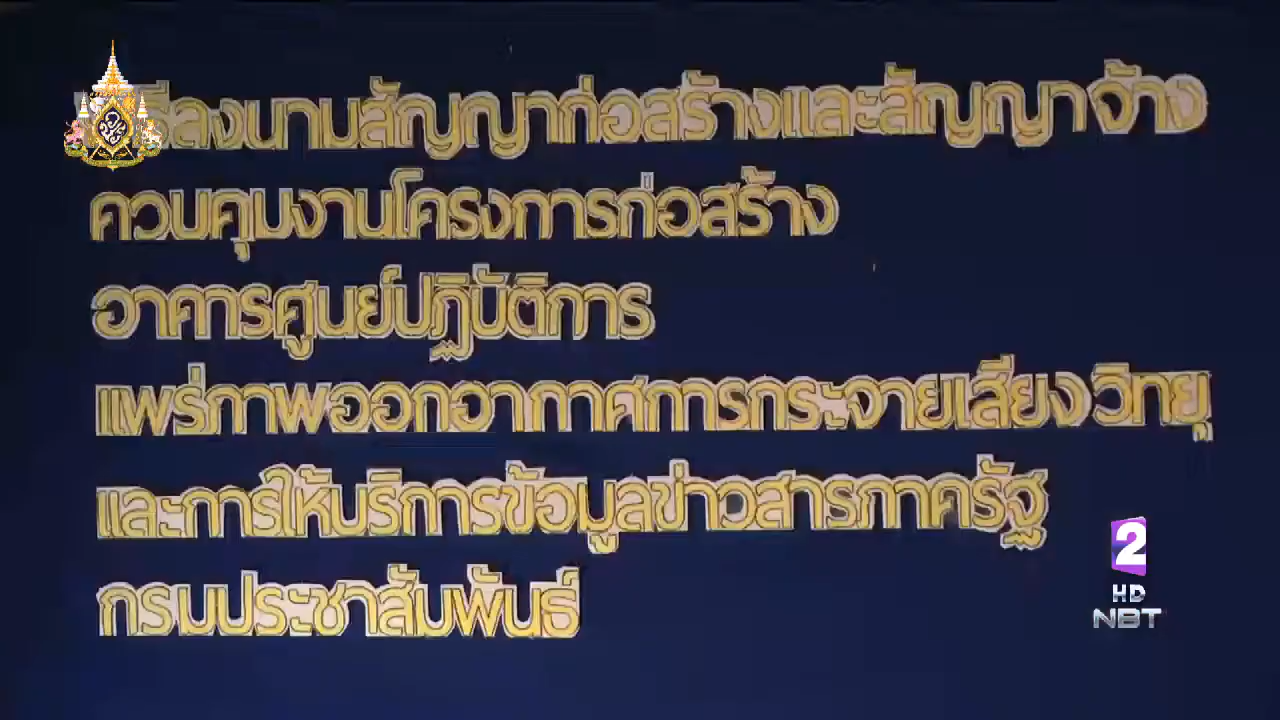 ลงนามสัญญาก่อสร้างและสัญญาจ้าง
ควบคุมงานโครงการก่อสร้าง
อาคารศูนย์ปฏิบัติการ
แพร่ภาพออกอากาศการกระจายเสียงวิทยุ
และการให้บริการข้อมูลข่าวสารภาครัฐ
กรมประชาสัมพันธ์
2
HD
NBT